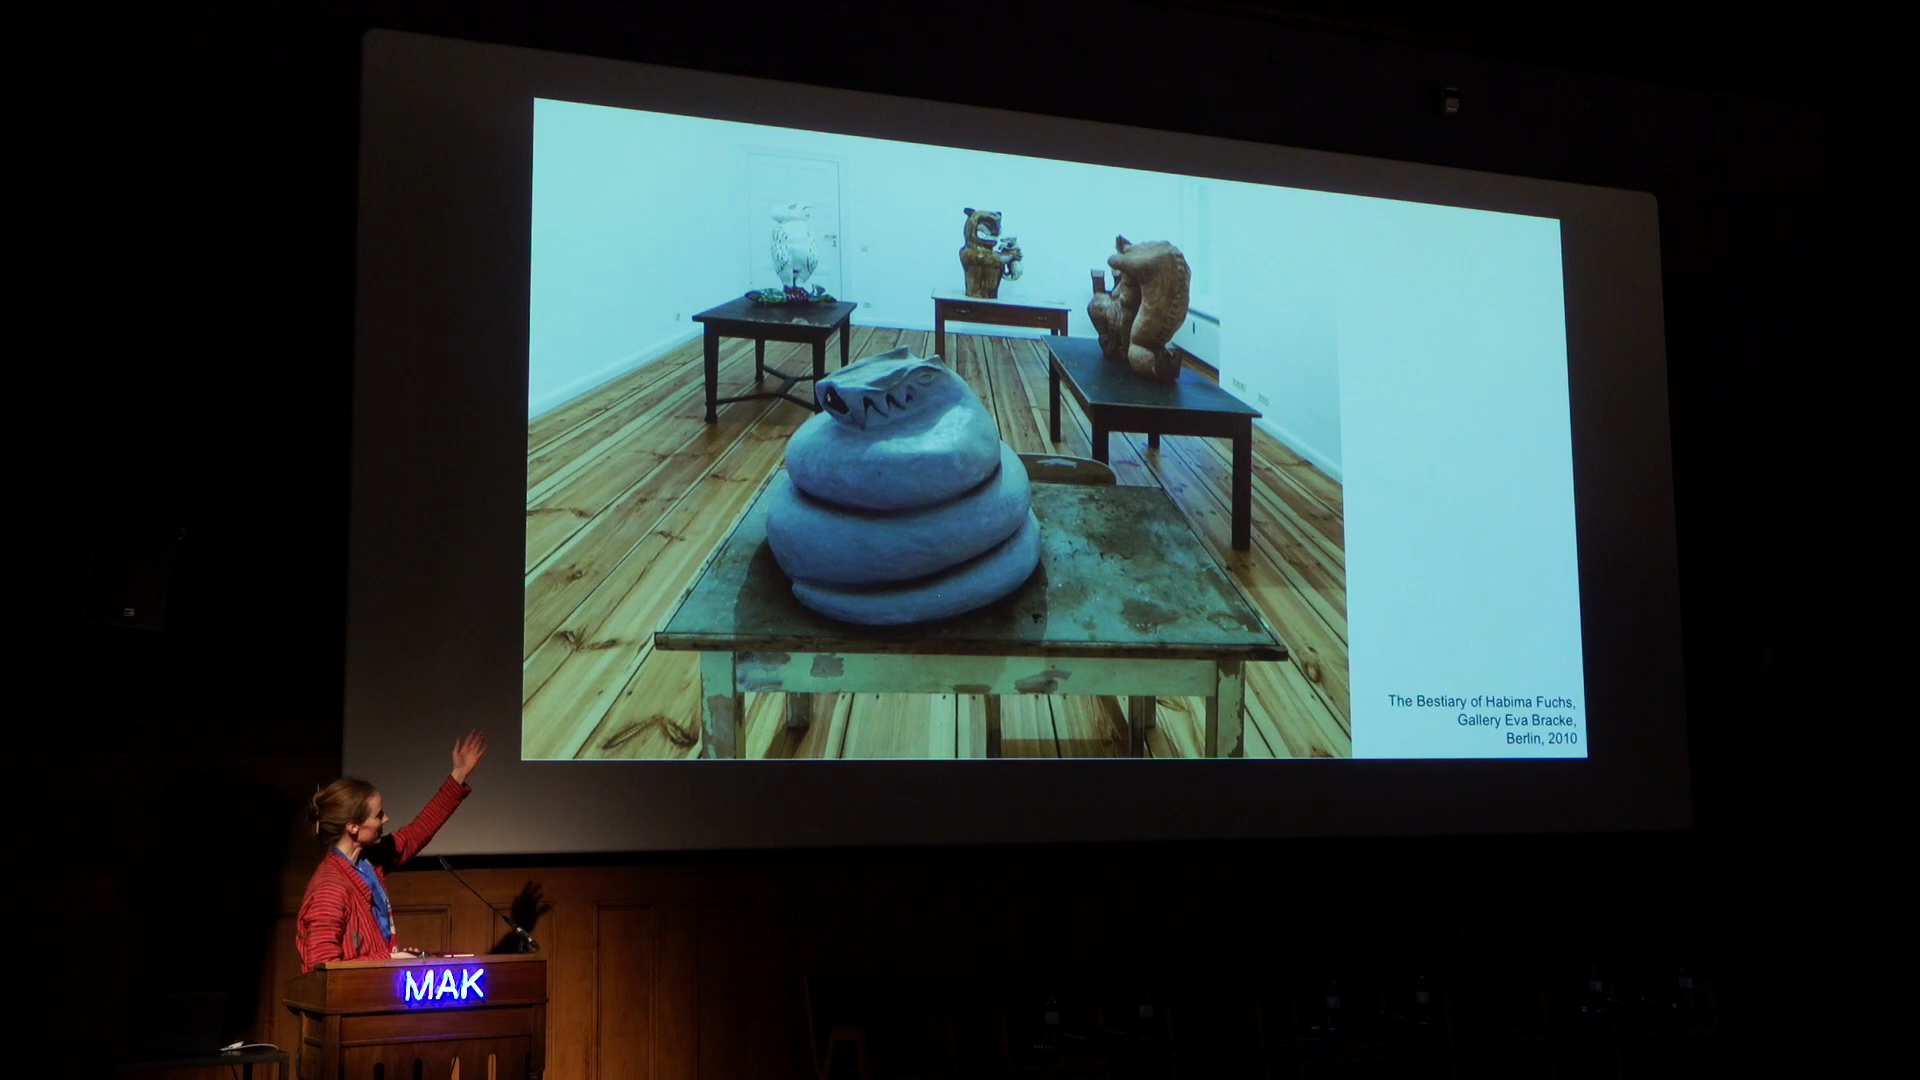 The Bestiary of Habima Fuchs,
Gallery Eva Bracke,
Berlin, 2010
MAK